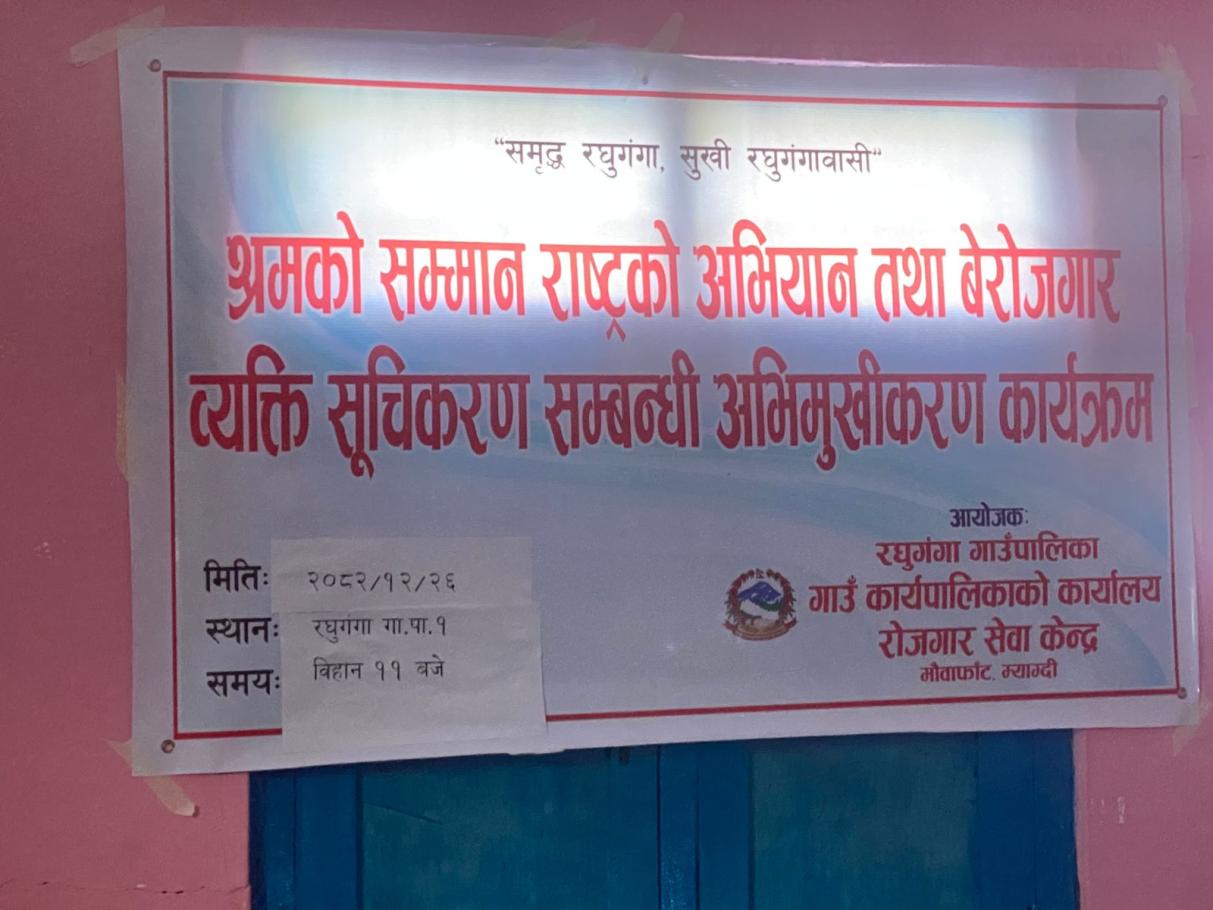 “समृद्ध रघुगंगा, सुखी रघुगंगावासी”
श्रमको सम्मान राष्ट्रको अभियान तथा बेरोजगार
व्यक्ति सूचिकरण सम्बन्धी अभिमुखीकरण कार्यक्रम
मितिः २०८२/१२/२६
स्थानः रघुगंगा गा.पा.१
समयः विहान ११ बजे
आयोजकः
रघुगंगा गाउँपालिका
गाउँ कार्यपालिकाको कार्यालय
रोजगार सेवा केन्द्र
मौवाफाँट, म्याग्दी